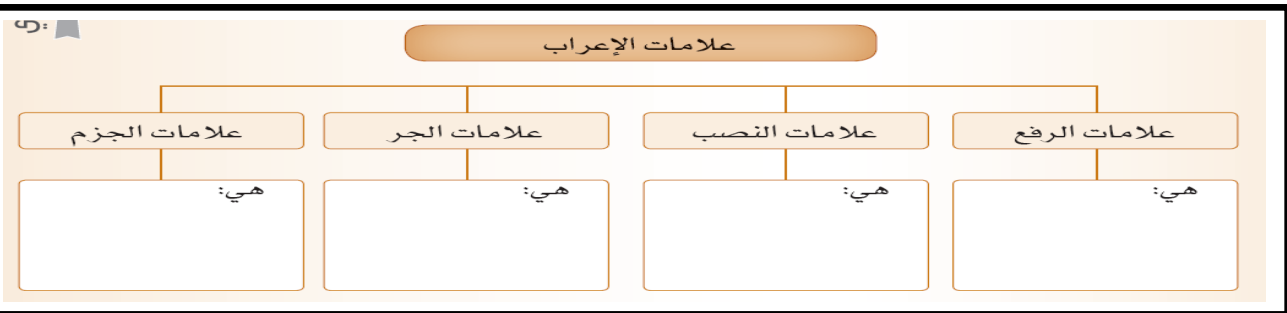 علامات الإعراب
علامات الرفع
علامات النصب
علامات الجر
علامات الجزم
هي:
هي:
هي:
هي: